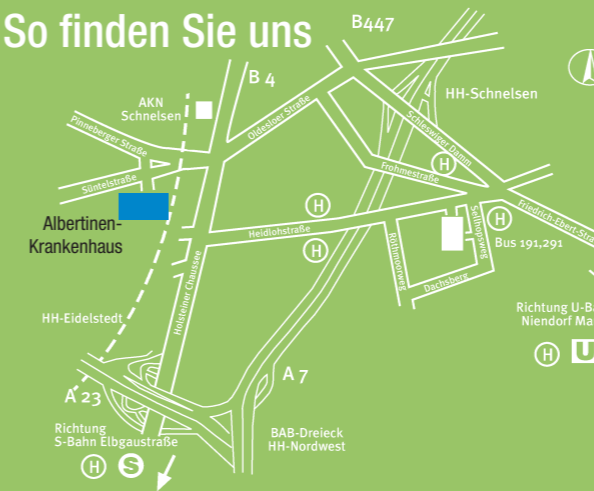 So finden Sie uns
B447
B 4
HH-Schnelsen
AKN
Schnelsen
Oldesloer Straße
Pinneberger Straße
Schleswiger Damm
Süntelstraße
Frohmestraße
H
H
H
H
Albertinen-
Krankenhaus
Heidlohstraße
Sellhopsweg
Friedrich-Ebert-Stra
Bus 191,291
Röthmoorweg
Dachsberg
Holsteiner Chaussee
HH-Eidelstedt
Richtung U-Ba
Niendorf Ma
H U
A 7
A 23
Richtung
S-Bahn Elbgaustraße
H S
BAB-Dreieck
HH-Nordwest